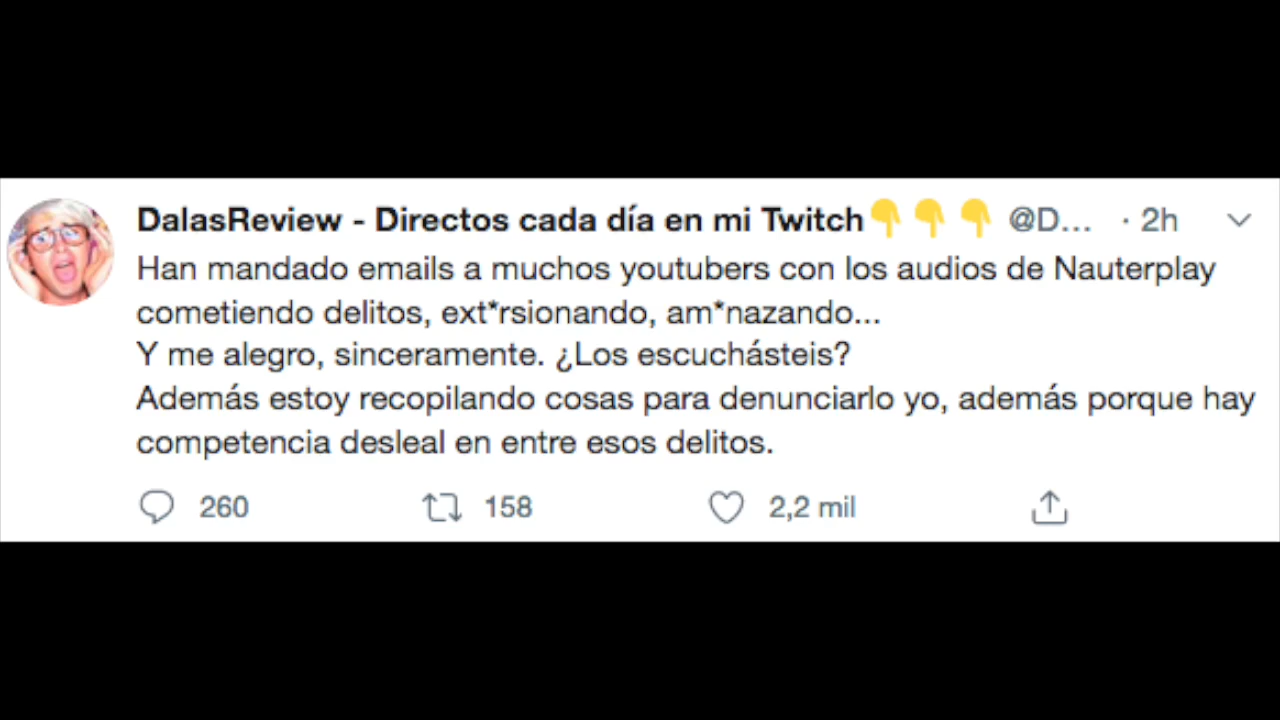 DalasReview - Directos cada día en mi Twitch👇👇👇 @D... · 2h
Han mandado emails a muchos youtubers con los audios de Nauterplay
cometiendo delitos, ext*rsionando, am*nazando...
Y me alegro, sinceramente. ¿Los escuchásteis?
Además estoy recopilando cosas para denunciarlo yo, además porque hay
competencia desleal en entre esos delitos.
260 158 2,2 mil